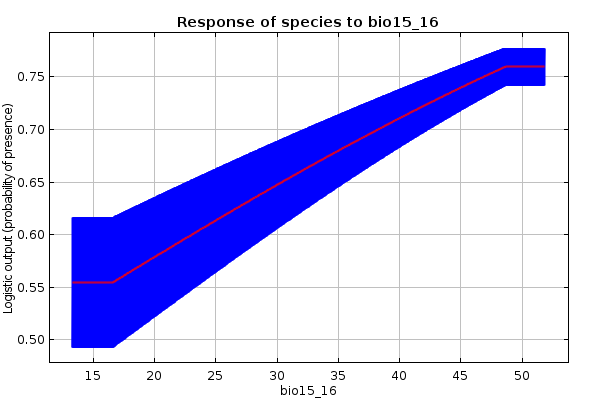 Response of species to bio15_16
Logistic output (probability of presence)
0.75
0.70
0.65
0.60
0.55
0.50
15 20 25 30 35 40 45 50
bio15_16